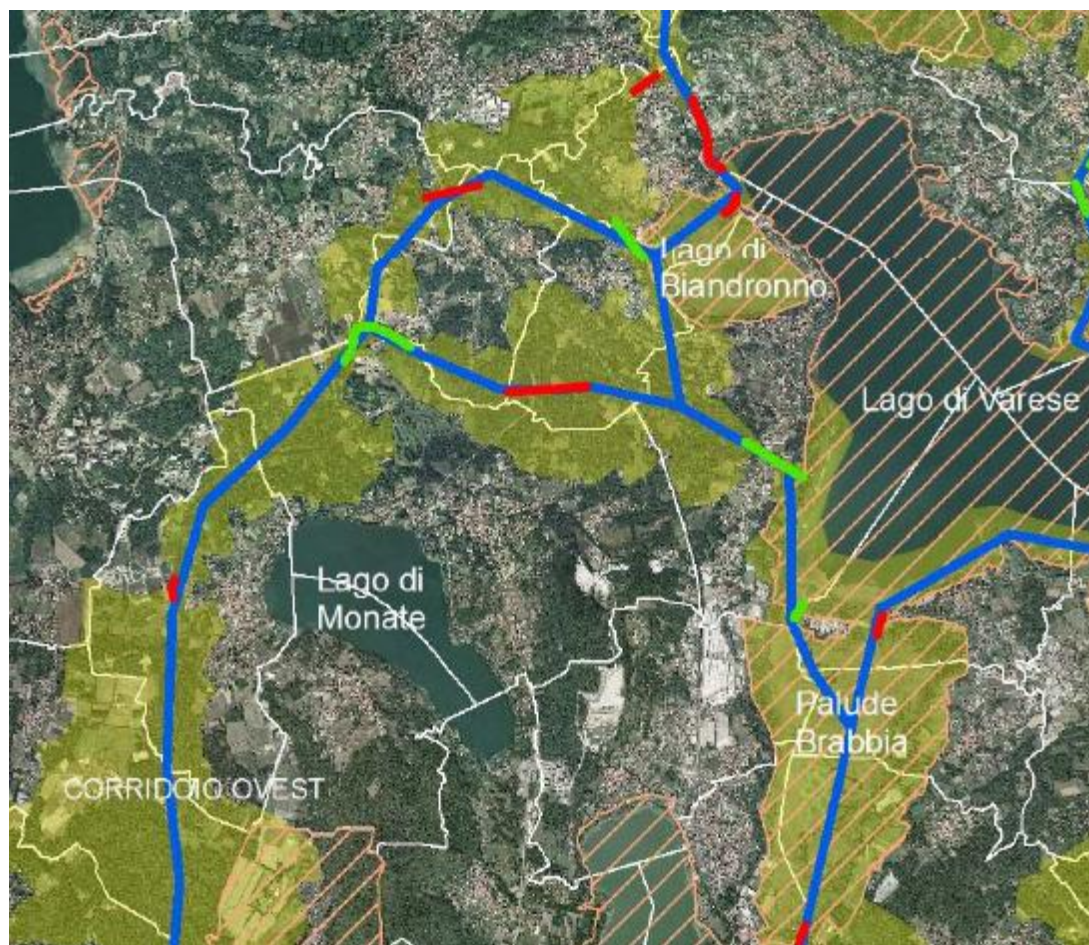 Lago di
Biandronno
Lago di Varese
Lago di
Monate
Palude
Brabbia
CORRIDOIO OVEST